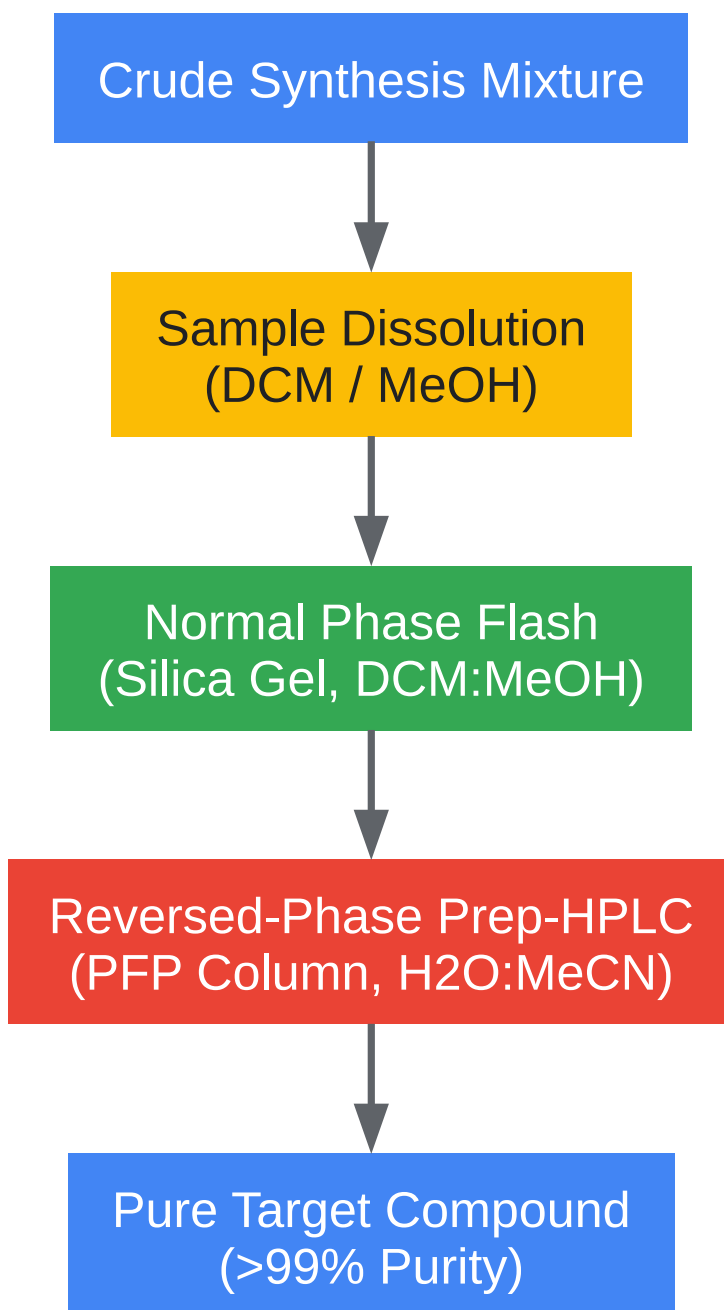 Crude Synthesis Mixture
Sample Dissolution
(DCM / MeOH)
Normal Phase Flash
(Silica Gel, DCM:MeOH)
Reversed-Phase Prep-HPLC
(PFP Column, H2O:MeCN)
Pure Target Compound
(>99% Purity)